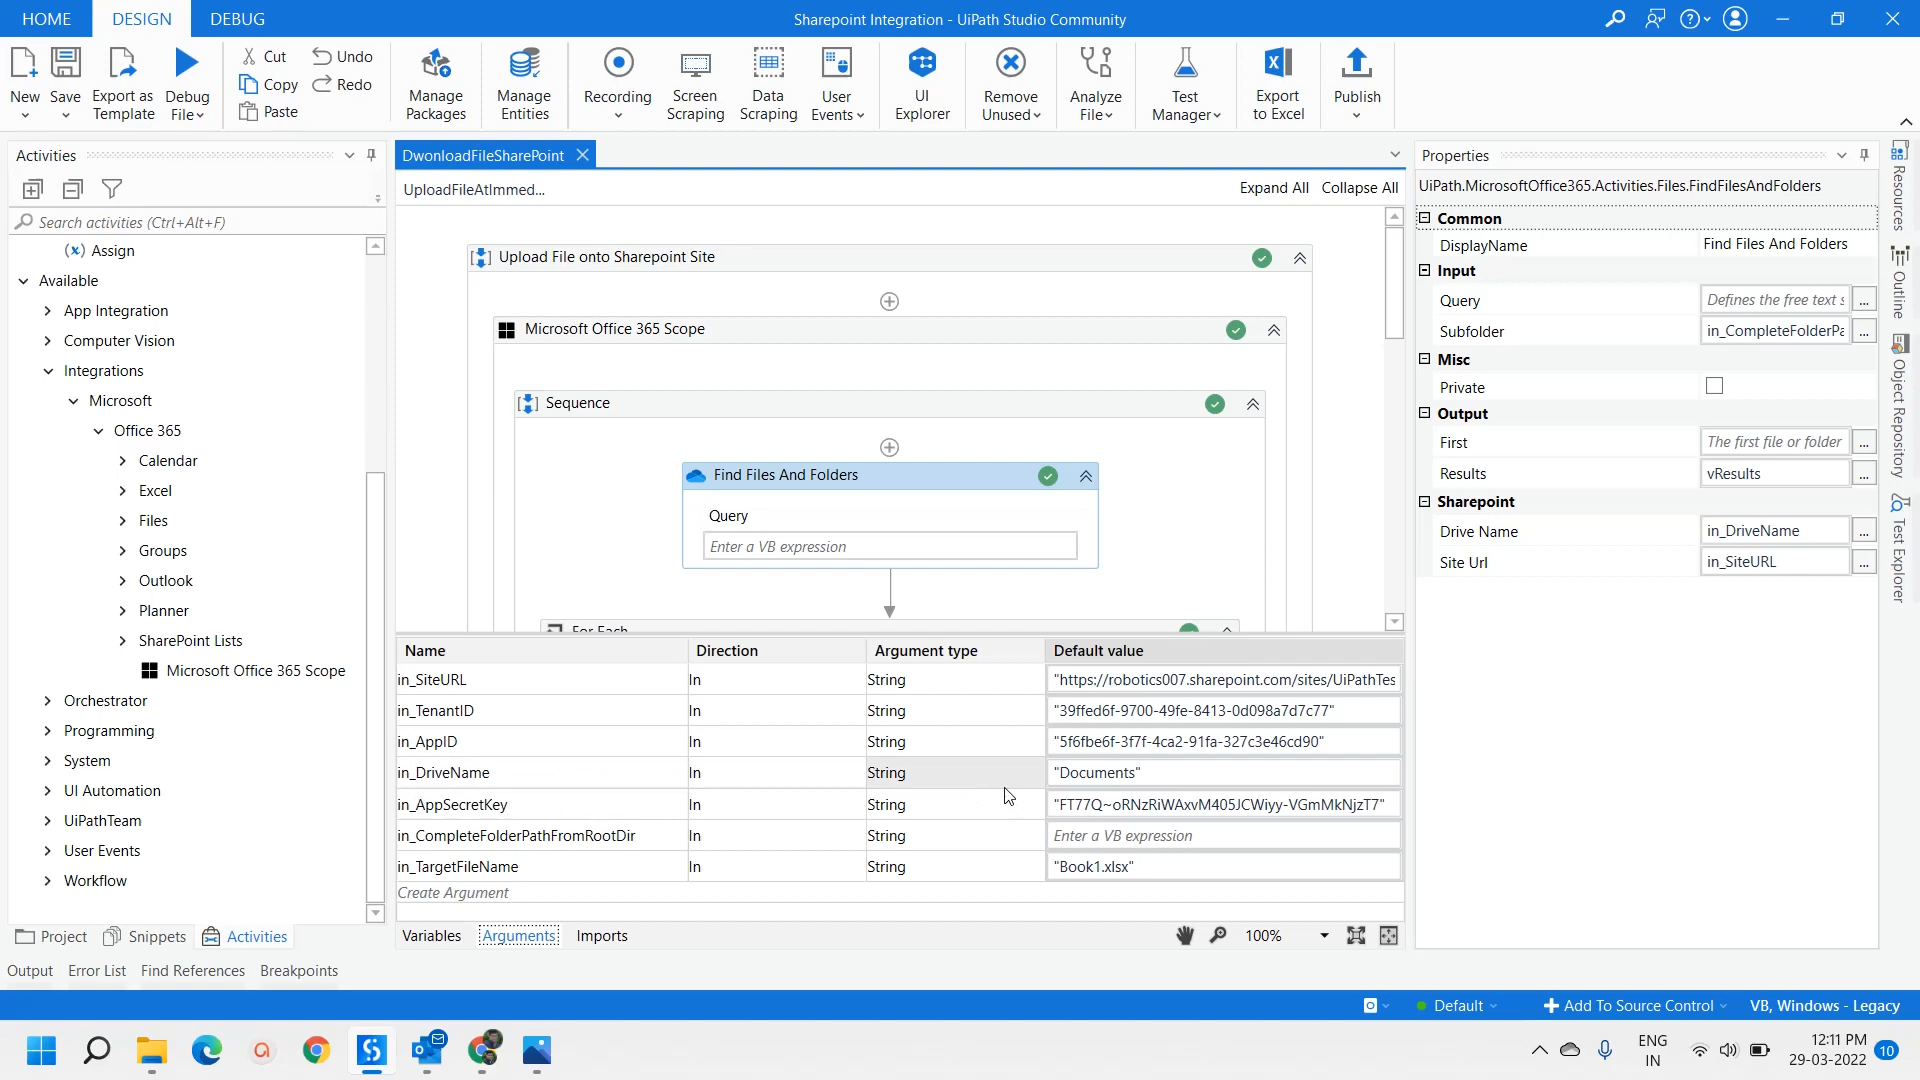 HOME DESIGN DEBUG Sharepoint Integration - UiPath Studio Community
New Save Export as Template Debug File Cut Copy Paste Undo Redo Manage Packages Manage Entities Recording Screen Scraping Data Scraping User Events UI Explorer Remove Unused Analyze File Test Manager Export to Excel Publish
Activities
Search activities (Ctrl+Alt+F)
(x) Assign
Available
App Integration
Computer Vision
Integrations
Microsoft
Office 365
Calendar
Excel
Files
Groups
Outlook
Planner
SharePoint Lists
Microsoft Office 365 Scope
Orchestrator
Programming
System
UI Automation
UiPathTeam
User Events
Workflow
Project Snippets Activities
DwonloadFileSharePoint
UploadFileAtImmed... Expand All Collapse All
Upload File onto Sharepoint Site
Microsoft Office 365 Scope
Sequence
Find Files And Folders
Query
Enter a VB expression
For Each
Name Direction Argument type Default value
in_SiteURL In String "https://robotics007.sharepoint.com/sites/UiPathTes
in_TenantID In String "39ffed6f-9700-49fe-8413-0d098a7d7c77"
in_AppID In String "5f6fbe6f-3f7f-4ca2-91fa-327c3e46cd90"
in_DriveName In String "Documents"
in_AppSecretKey In String "FT77Q~oRNzRiWAxvM405JCWiyy-VGmMkNjzT7"
in_CompleteFolderPathFromRootDir In String Enter a VB expression
in_TargetFileName In String "Book1.xlsx"
Create Argument
Variables Arguments Imports 100%
Properties
UiPath.MicrosoftOffice365.Activities.Files.FindFilesAndFolders
Common
DisplayName Find Files And Folders
Input
Query Defines the free text s ...
Subfolder in_CompleteFolderPa ...
Misc
Private
Output
First The first file or folder ...
Results vResults ...
Sharepoint
Drive Name in_DriveName ...
Site Url in_SiteURL ...
Resources
Outline
Object Repository
Test Explorer
Output Error List Find References Breakpoints
Default Add To Source Control VB, Windows - Legacy
ENG
IN
12:11 PM
29-03-2022
10